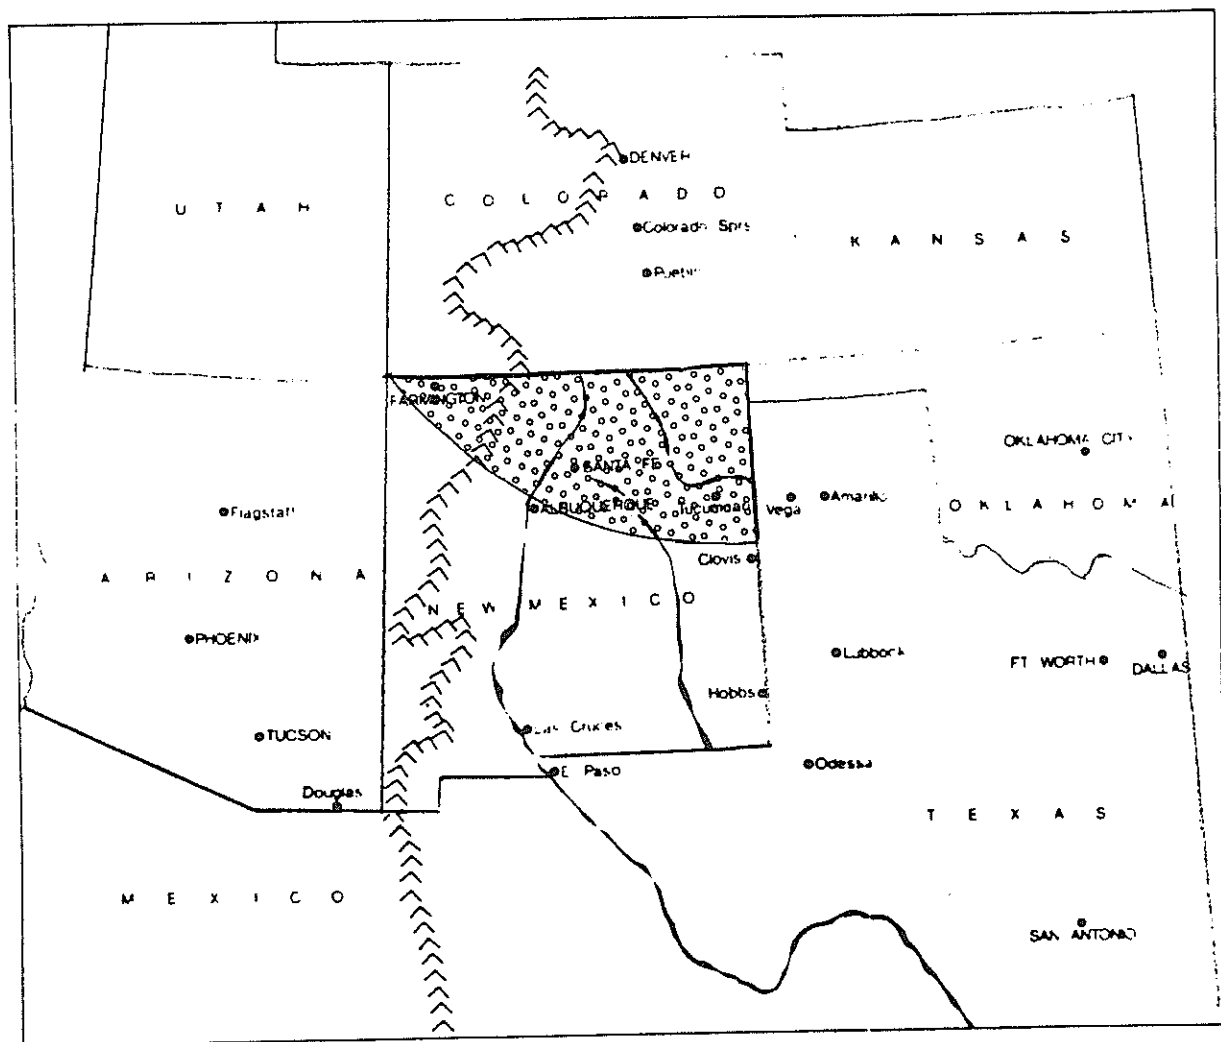 DENVER
COLORADO
UTAH
Colorado Sprs
KANSAS
Pueblo
FARMINGTON
OKLAHOMA CITY
SANTA FE
Amarillo
Flagstaff
ALBUQUERQUE
Vega
OKLAHOMA
Clovis
ARIZONA
NEW MEXICO
PHOENIX
Lubbock
FT WORTH
DALLAS
Hobbs
Las Cruces
TUCSON
El Paso
Odessa
Douglas
TEXAS
MEXICO
SAN ANTONIO